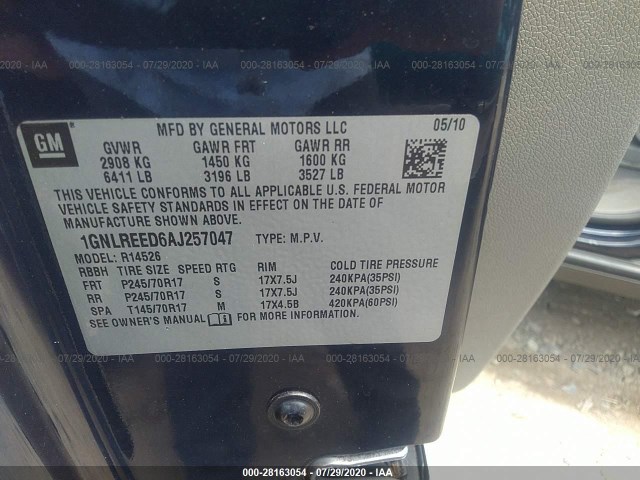 000-28163054 / 07/29/2020 - IAA
GM
MFD BY GENERAL MOTORS LLC 05/10
GVWR GAWR FRT GAWR RR
2908 KG 1450 KG 1600 KG
6411 LB 3196 LB 3527 LB
THIS VEHICLE CONFORMS TO ALL APPLICABLE U.S. FEDERAL MOTOR
VEHICLE SAFETY STANDARDS IN EFFECT ON THE DATE OF
MANUFACTURE SHOWN ABOVE.
1GNLREED6AJ257047 TYPE: M.P.V.
MODEL: R14526
RBBH TIRE SIZE SPEED RTG RIM COLD TIRE PRESSURE
FRT P245/70R17 S 17X7.5J 240KPA(35PSI)
RR P245/70R17 S 17X7.5J 240KPA(35PSI)
SPA T145/70R17 M 17X4.5B 420KPA(60PSI)
SEE OWNER'S MANUAL FOR MORE INFORMATION.
000-28163054 / 07/29/2020 - IAA